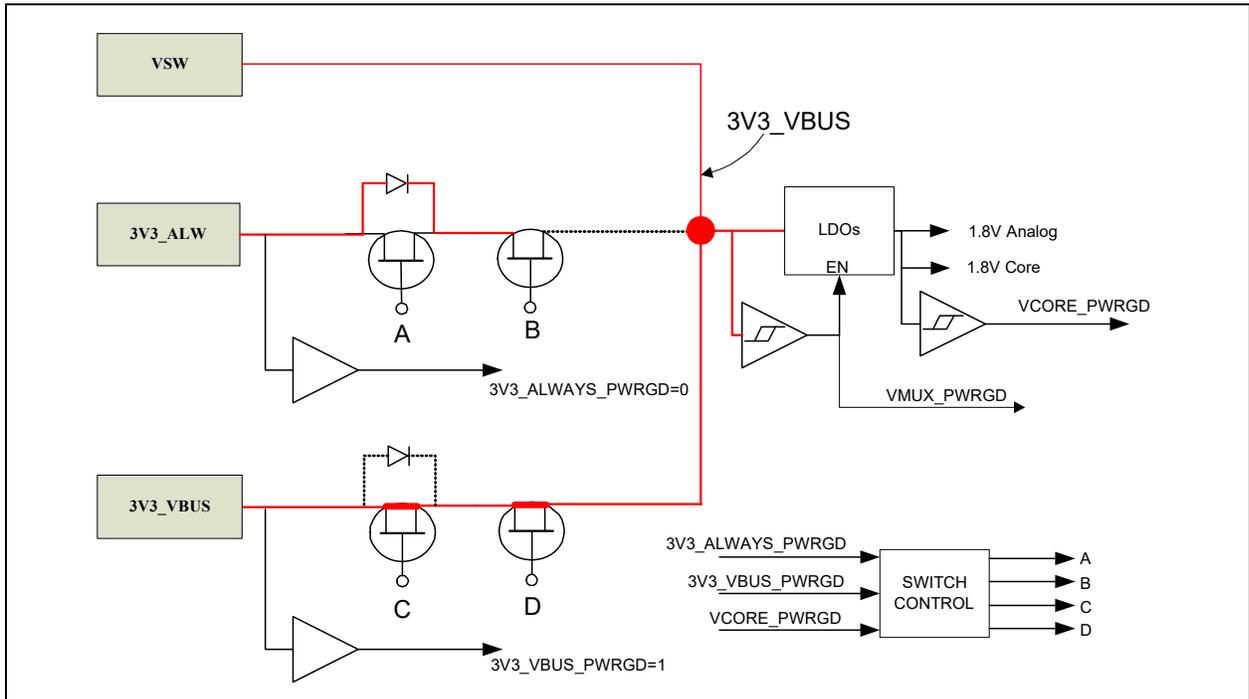 VSW
3V3_VBUS
3V3_ALW
LDOs
EN
1.8V Analog
1.8V Core
A
B
VCORE_PWRGD
3V3_ALWAYS_PWRGD=0
VMUX_PWRGD
3V3_VBUS
C
D
3V3_VBUS_PWRGD=1
3V3_ALWAYS_PWRGD
3V3_VBUS_PWRGD
VCORE_PWRGD
SWITCH
CONTROL
A
B
C
D